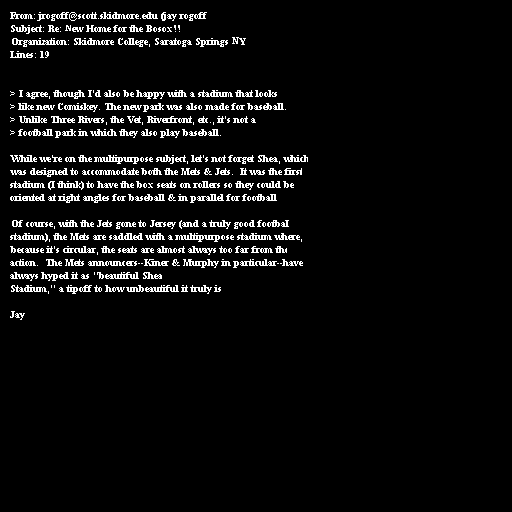 From: jrogoff@scott.skidmore.edu (jay rogoff
Subject: Re: New Home for the Bosox!!
Organization: Skidmore College, Saratoga Springs NY
Lines: 19
> I agree, though I'd also be happy with a stadium that looks
> like new Comiskey. The new park was also made for baseball.
> Unlike Three Rivers, the Vet, Riverfront, etc., it's not a
> football park in which they also play baseball.
While we're on the multipurpose subject, let's not forget Shea, which
was designed to accommodate both the Mets & Jets. It was the first
stadium (I think) to have the box seats on rollers so they could be
oriented at right angles for baseball & in parallel for football
Of course, with the Jets gone to Jersey (and a truly good football
stadium), the Mets are saddled with a multipurpose stadium where,
because it's circular, the seats are almost always too far from the
action. The Mets announcers--Kiner & Murphy in particular--have
always hyped it as "beautiful Shea
Stadium," a tipoff to how unbeautiful it truly is
Jay